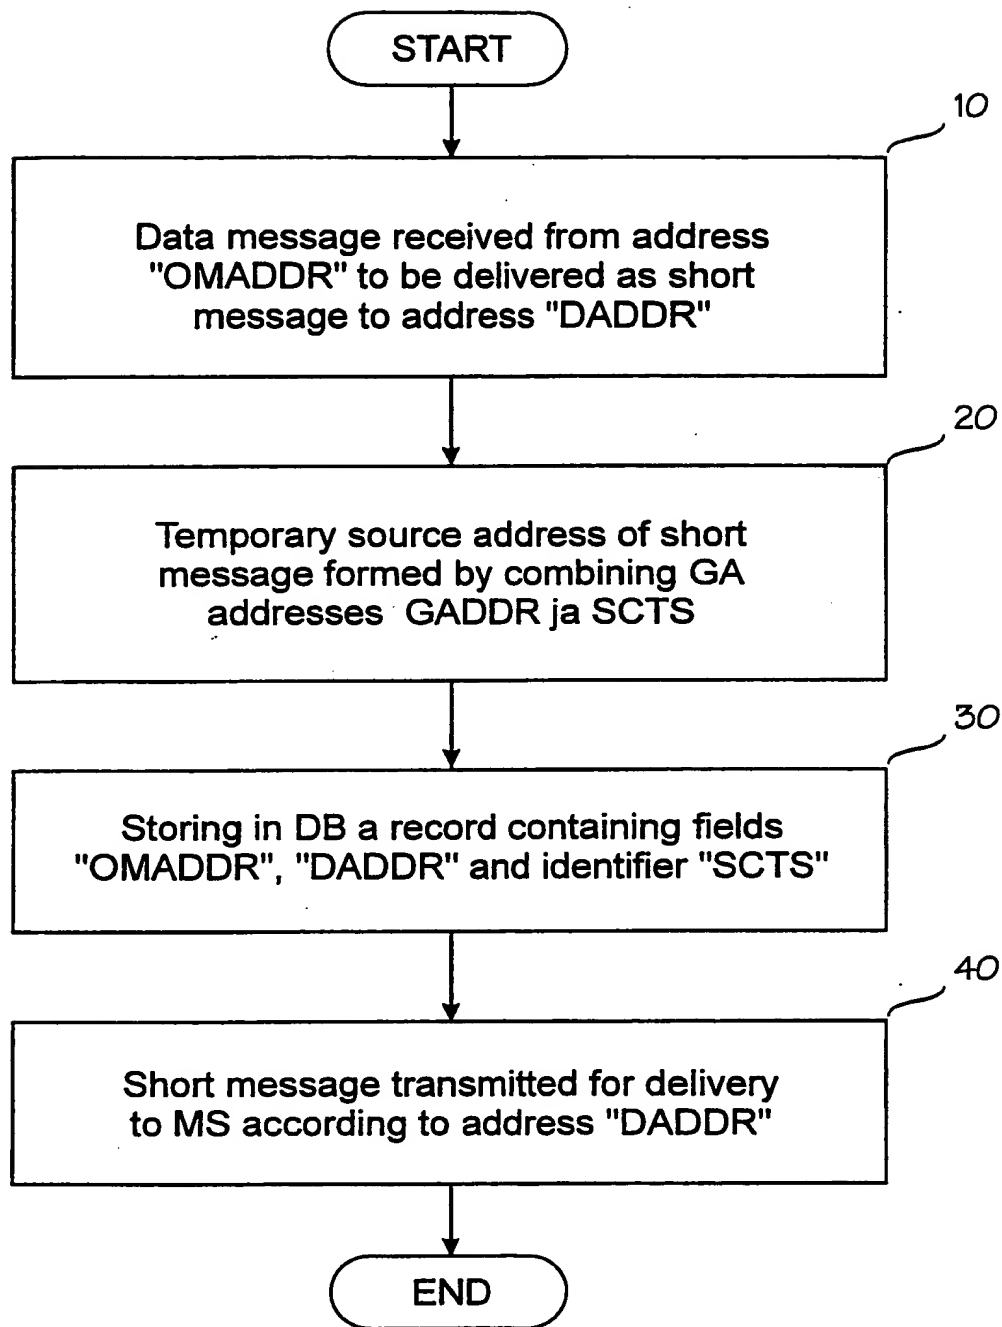 START
10
Data message received from address
"OMADDR" to be delivered as short
message to address "DADDR"
20
Temporary source address of short
message formed by combining GA
addresses GADDR ja SCTS
30
Storing in DB a record containing fields
"OMADDR", "DADDR" and identifier "SCTS"
40
Short message transmitted for delivery
to MS according to address "DADDR"
END